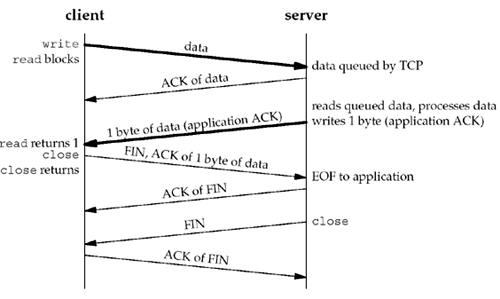 client server
write
read blocks
data
data queued by TCP
ACK of data
reads queued data, processes data
writes 1 byte (application ACK)
1 byte of data (application ACK)
read returns 1
close
close returns
FIN, ACK of 1 byte of data
EOF to application
ACK of FIN
close
FIN
ACK of FIN